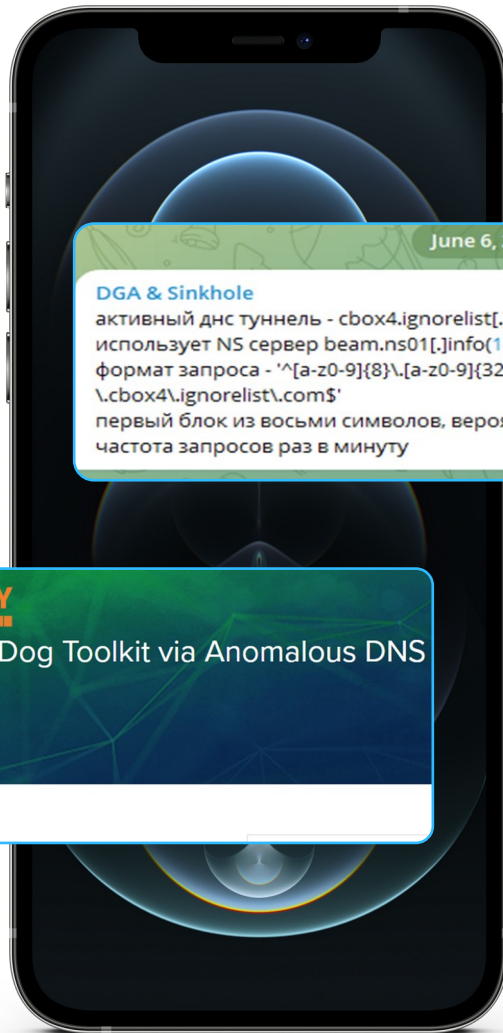 June 6,
DGA & Sinkhole
активный днс туннель - cbox4.ignorelist[.
использует NS сервер beam.ns01[.]info(1
формат запроса - '^[a-z0-9]{8}\.[a-z0-9]{32
\.cbox4\.ignorelist\.com$'
первый блок из восьми символов,
частота запросов раз в минуту
Y
Dog Toolkit via Anomalous DNS